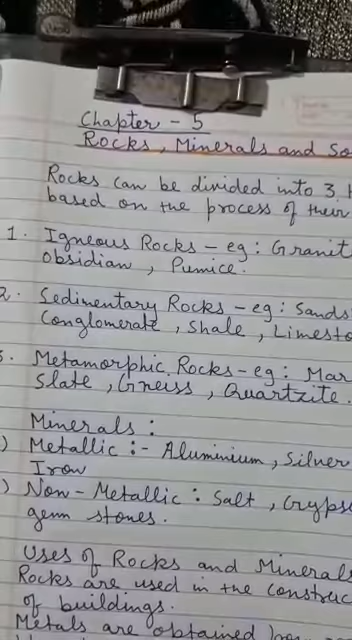 Chapter - 5
Rocks, Minerals and So
Rocks can be divided into 3
based on the process of their
1. Igneous Rocks - eg: Granit
obsidian, Pumice.
2. Sedimentary Rocks - eg: Sands
Conglomerate, Shale, Limesto
3. Metamorphic Rocks - eg: Mar
Slate, Gneiss, Quartzite.
Minerals:
) Metallic :- Aluminium, Silver
Iron
) Non-Metallic: Salt, Gyps
gem stones.
Uses of Rocks and Minerals
Rocks are used in the construc
of buildings.
Metals are obtained